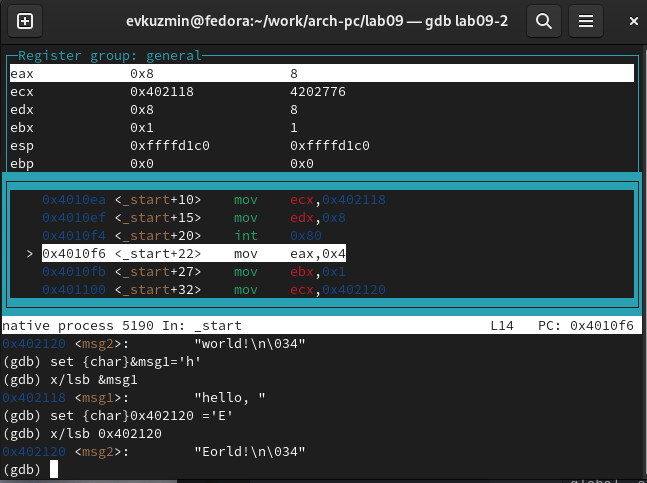 evkuzmin@fedora:~/work/arch-pc/lab09 — gdb lab09-2
Register group: general
eax 0x8 8
ecx 0x402118 4202776
edx 0x8 8
ebx 0x1 1
esp 0xffffd1c0 0xffffd1c0
ebp 0x0 0x0
0x4010ea <_start+10> mov ecx,0x402118
0x4010ef <_start+15> mov edx,0x8
0x4010f4 <_start+20> int 0x80
> 0x4010f6 <_start+22> mov eax,0x4
0x4010fb <_start+27> mov ebx,0x1
0x401100 <_start+32> mov ecx,0x402120
native process 5190 In: _start L14 PC: 0x4010f6
0x402120 <msg2>: "world!\n\034"
(gdb) set {char}&msg1='h'
(gdb) x/lsb &msg1
0x402118 <msg1>: "hello, "
(gdb) set {char}0x402120 ='E'
(gdb) x/lsb 0x402120
0x402120 <msg2>: "Eorld!\n\034"
(gdb)